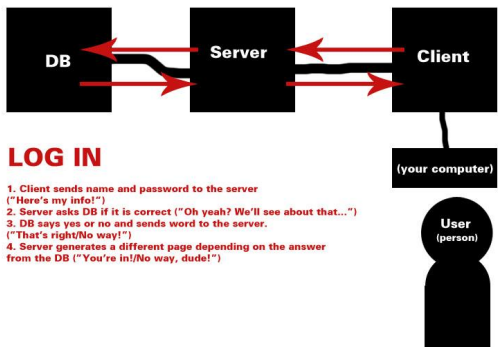 DB
Server
Client
(your computer)
User
(person)
LOG IN
1. Client sends name and password to the server
("Here's my info!")
2. Server asks DB if it is correct ("Oh yeah? We'll see about that...")
3. DB says yes or no and sends word to the server.
("That's right/No way!")
4. Server generates a different page depending on the answer
from the DB ("You're in!/No way, dude!")